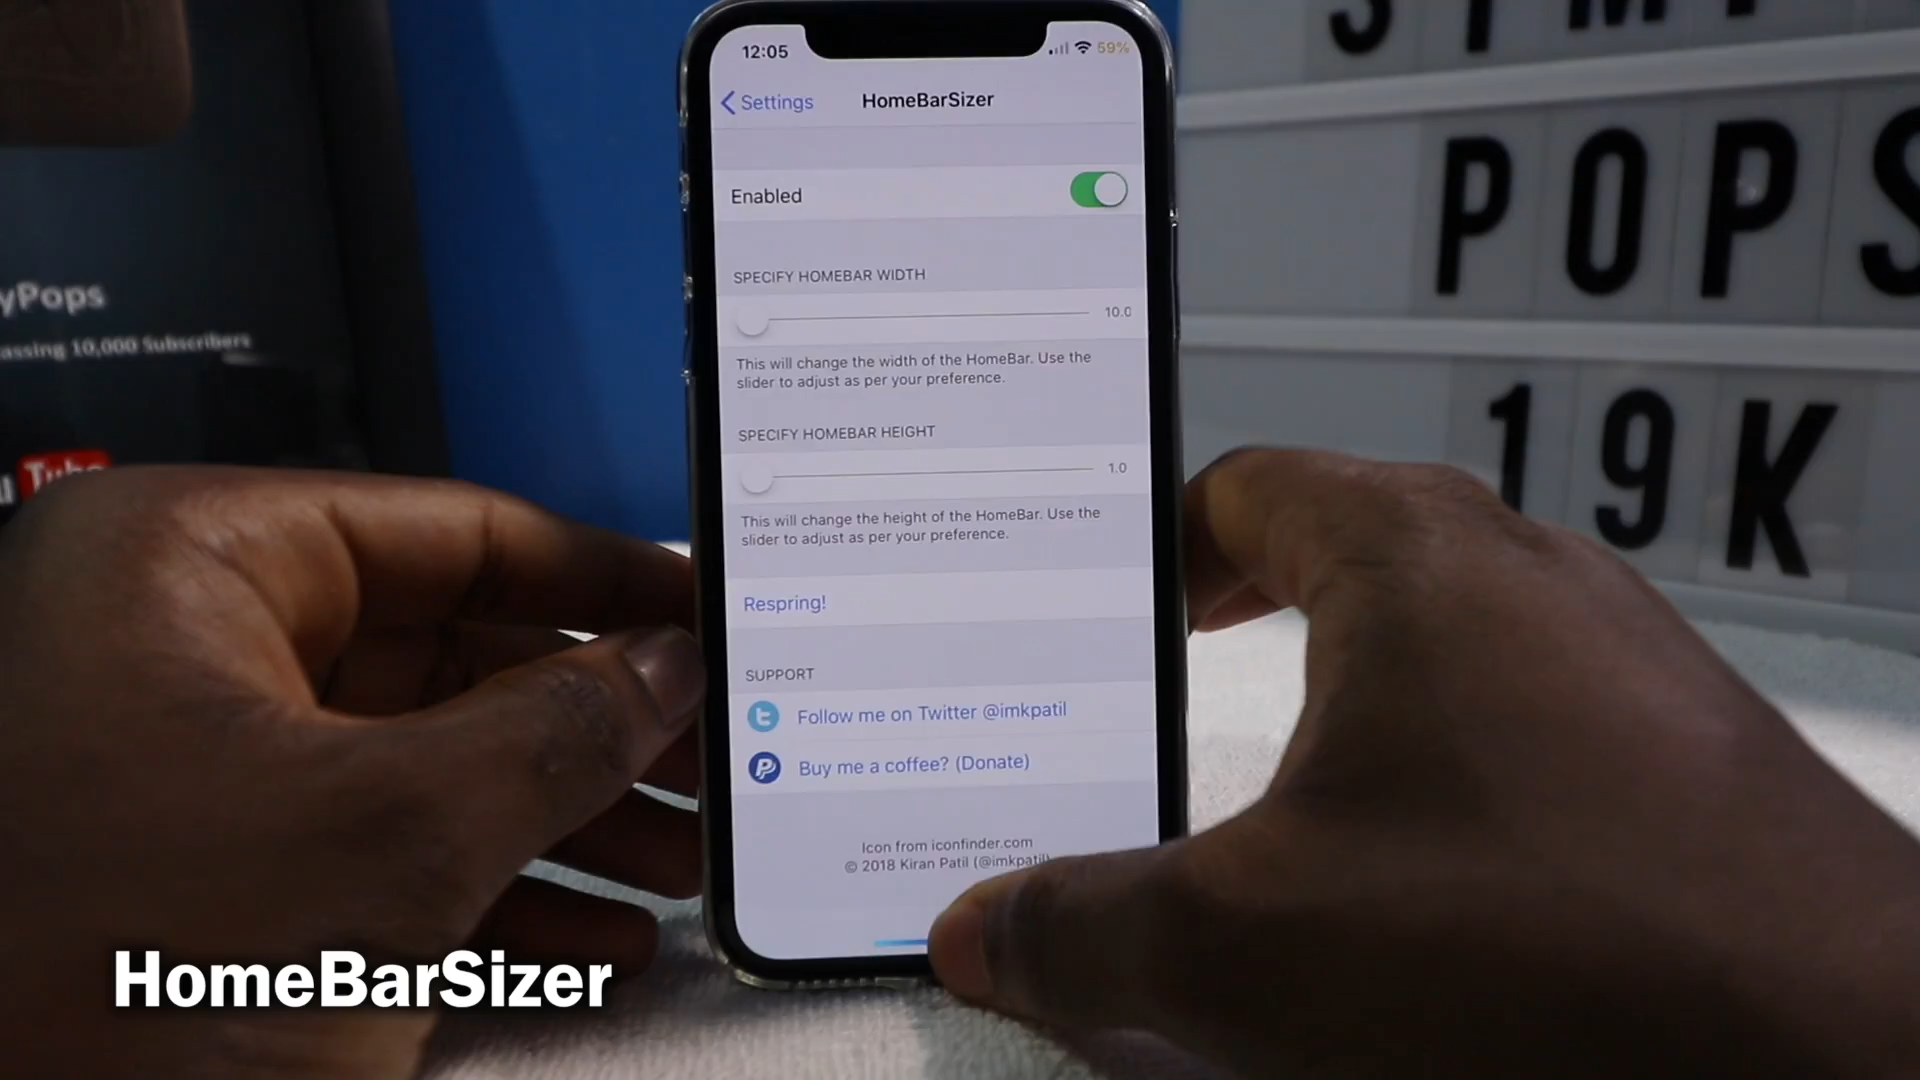 12:05
59%
Settings
HomeBarSizer
Enabled
SPECIFY HOMEBAR WIDTH
10.0
This will change the width of the HomeBar. Use the
slider to adjust as per your preference.
SPECIFY HOMEBAR HEIGHT
1.0
This will change the height of the HomeBar. Use the
slider to adjust as per your preference.
Respring!
SUPPORT
Follow me on Twitter @imkpatil
Buy me a coffee? (Donate)
Icon from iconfinder.com
© 2018 Kiran Patil (@imkpatil)
yPops
assing 10,000 Subscribers
Tube
POPS
19K
HomeBarSizer